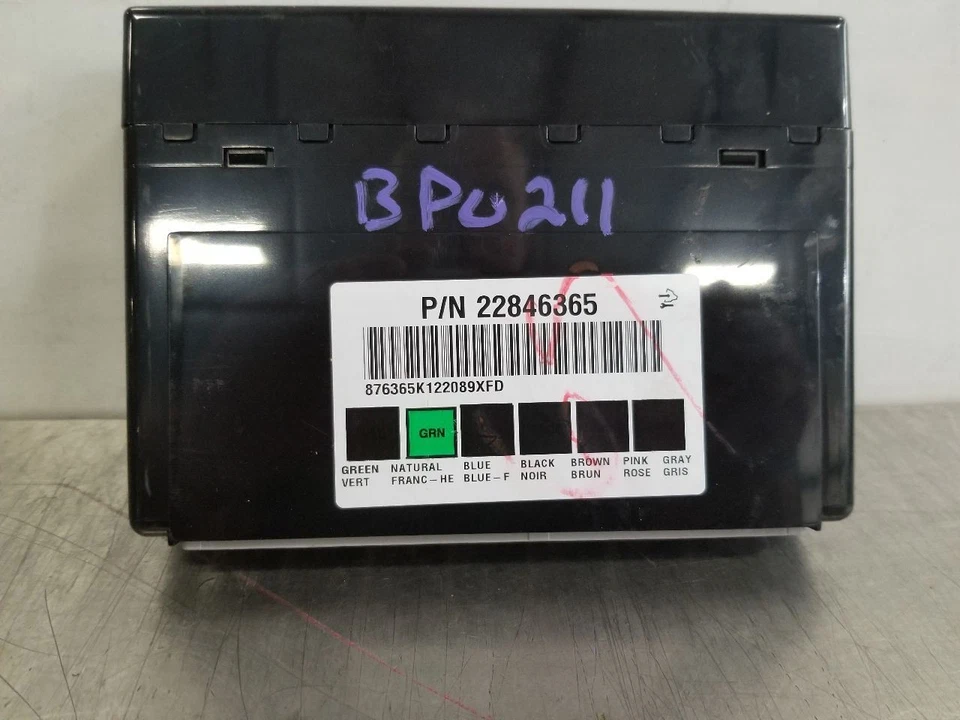 BPU211
P/N 22846365
876365K122089XFD
GRN
GREEN NATURAL BLUE BLACK BROWN PINK GRAY
VERT FRANC-HE BLUE-F NOIR BRUN ROSE GRIS